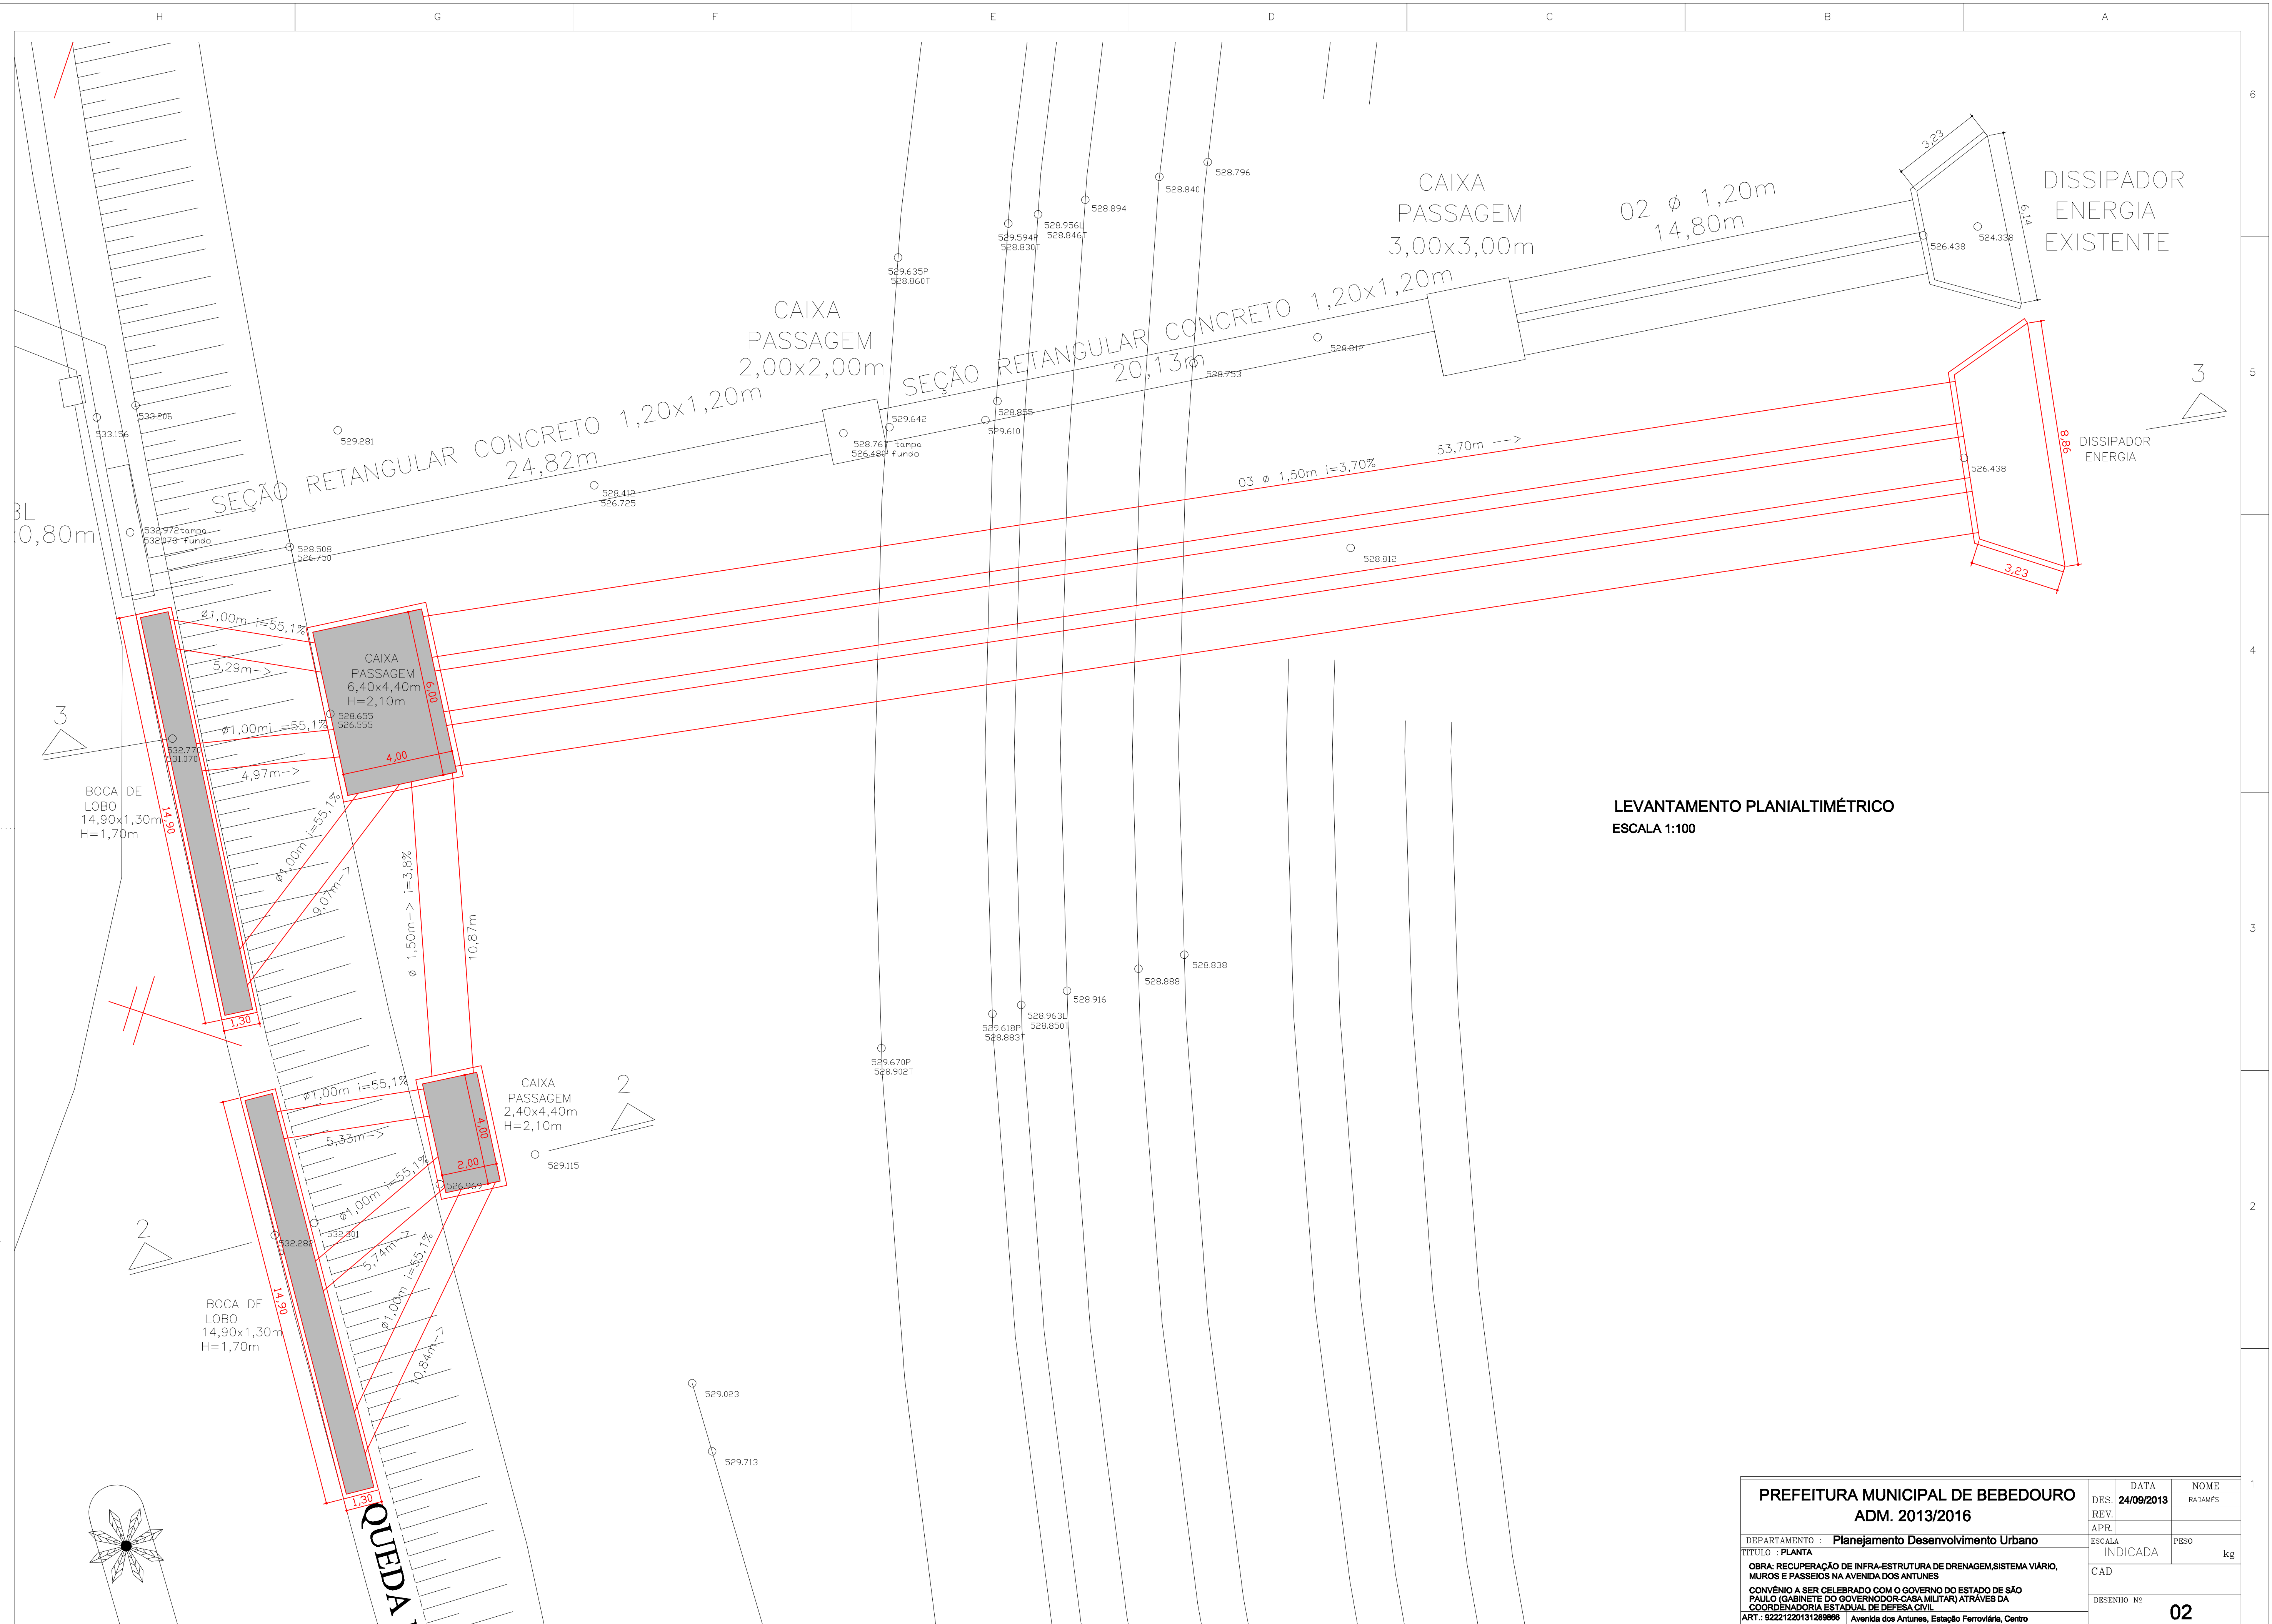 H
G
F
E
D
C
B
A
6
5
4
3
2
1
3,23
6,14
DISSIPADOR
ENERGIA
EXISTENTE
524.338
526.438
02 ø 1,20m
14,80m
CAIXA
PASSAGEM
3,00x3,00m
528.796
528.840
528.894
528.956L
528.846T
529.594P
528.830T
529.635P
528.860T
CAIXA
PASSAGEM
2,00x2,00m
SEÇÃO RETANGULAR CONCRETO 1,20x1,20m
20,13m
528.812
528.753
528.855
529.610
529.642
528.767 tampa
526.480 fundo
SEÇÃO RETANGULAR CONCRETO 1,20x1,20m
24,82m
528.412
526.725
529.281
533.206
533.156
532.972tampa
532.073 fundo
528.508
526.750
BL
0,80m
3
DISSIPADOR
ENERGIA
8,86
3,23
526.438
53,70m -->
03 ø 1,50m i=3,70%
528.812
ø1,00m i=55,1%
5,29m->
CAIXA
PASSAGEM
6,40x4,40m
H=2,10m
6,00
4,00
528.655
526.555
ø1,00mi =55,1%
4,97m->
3
532.770
531.070
BOCA DE
LOBO
14,90x1,30m
H=1,70m
14,90
ø1,00m i=55,1%
9,07m->
1,30
ø 1,50m-> i=3,8%
10,87m
LEVANTAMENTO PLANIALTIMÉTRICO
ESCALA 1:100
528.838
528.888
528.916
528.963L
528.850T
529.618P
528.883T
529.670P
528.902T
ø1,00m i=55,1%
5,33m->
CAIXA
PASSAGEM
2,40x4,40m
H=2,10m
2
4,00
2,00
529.115
526.969
ø1,00m i=55,1%
5,74m->
2
532.282
532.301
ø1,00m i=55,1%
10,84m->
BOCA DE
LOBO
14,90x1,30m
H=1,70m
14,90
1,30
529.023
529.713
QUEDA
PREFEITURA MUNICIPAL DE BEBEDOURO
ADM. 2013/2016
DEPARTAMENTO : Planejamento Desenvolvimento Urbano
TITULO : PLANTA
OBRA: RECUPERAÇÃO DE INFRA-ESTRUTURA DE DRENAGEM,SISTEMA VIÁRIO,
MUROS E PASSEIOS NA AVENIDA DOS ANTUNES
CONVÊNIO A SER CELEBRADO COM O GOVERNO DO ESTADO DE SÃO
PAULO (GABINETE DO GOVERNODOR-CASA MILITAR) ATRÁVES DA
COORDENADORIA ESTADUAL DE DEFESA CIVIL
ART.: 92221220131289866 Avenida dos Antunes, Estação Ferroviária, Centro
DATA NOME
DES. 24/09/2013 RADAMÉS
REV.
APR.
ESCALA PESO
INDICADA kg
CAD
DESENHO Nº
02